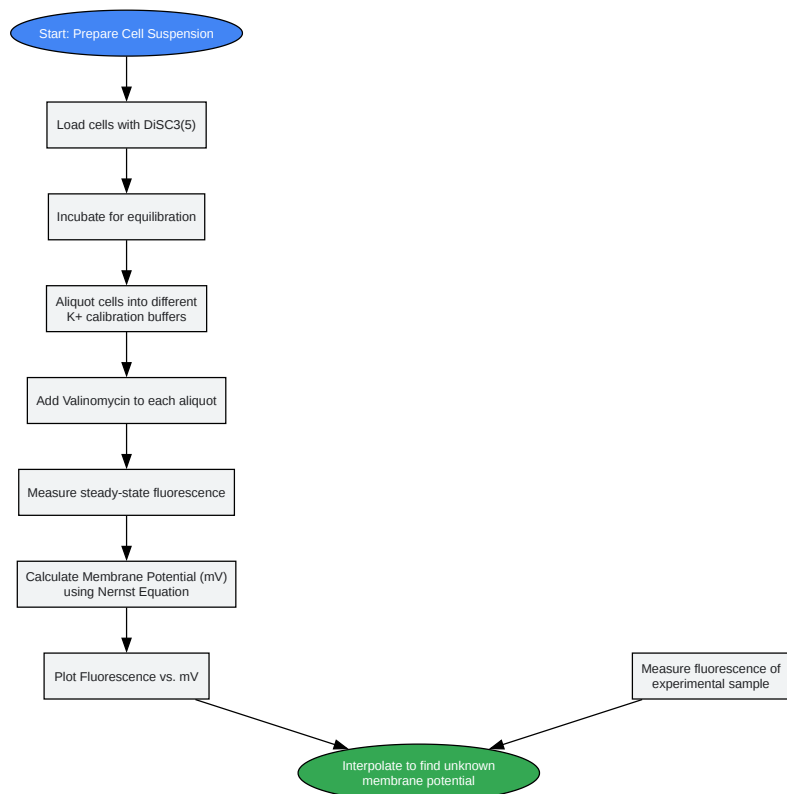 Start: Prepare Cell Suspension
Load cells with DiSC3(5)
Incubate for equilibration
Aliquot cells into different
K+ calibration buffers
Add Valinomycin to each aliquot
Measure steady-state fluorescence
Calculate Membrane Potential (mV)
using Nernst Equation
Plot Fluorescence vs. mV
Measure fluorescence of
experimental sample
Interpolate to find unknown
membrane potential